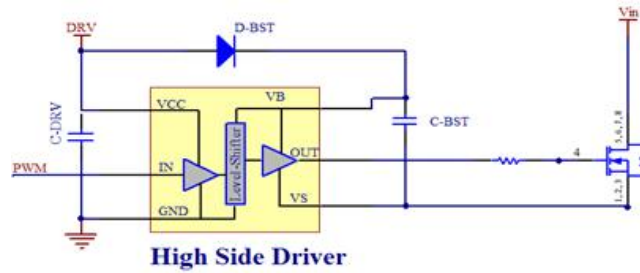 DRV
D-BST
Vin
VCC
VB
C-DRV
C-BST
5,6,7,8
Level-Shifter
OUT
4
PWM
IN
1,2,3
GND
VS
High Side Driver